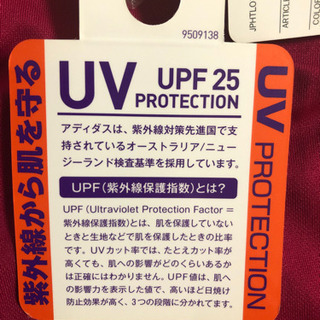 9509138
JPHTLO
ARTICLE
COLOR
紫外線から肌を守る
UV UPF 25
PROTECTION
アディダスは、紫外線対策先進国で支
持されているオーストラリア/ニュー
ジーランド検査基準を採用しています。
UPF(紫外線保護指数)とは?
UPF (Ultraviolet Protection Factor =
紫外線保護指数)とは、肌を保護していない
ときと生地などで肌を保護したときの比率
です。UVカット率では、たとえカット率が
高くても、肌への影響がどのくらいあるか
は正確にはわかりません。UPF値は、肌へ
の影響力を表示した値で、高いほど日焼け
防止効果が高く、3つの段階に分かれてます。
UV PROTECTION